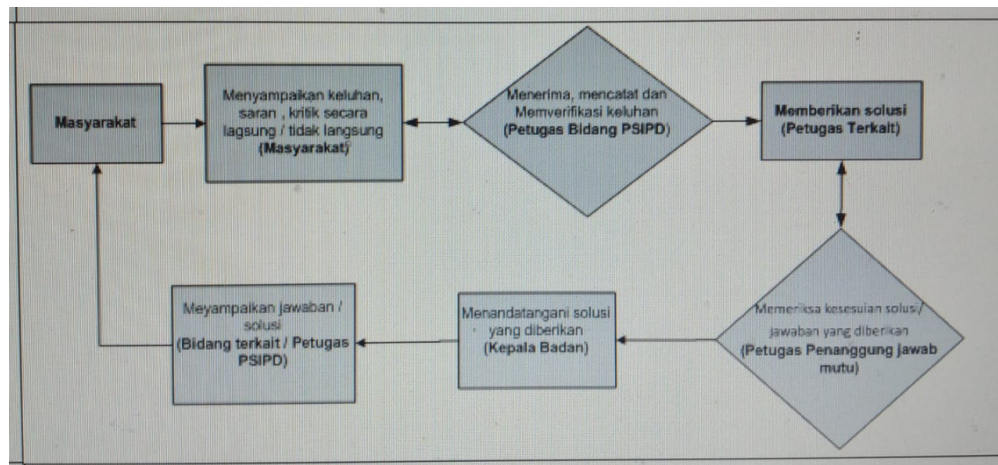 Masyarakat
Menyampaikan keluhan,
saran , kritik secara
lagsung / tidak langsung
(Masyarakat)
Menerima, mencatat dan
Memverifikasi keluhan
(Petugas Bidang PSIPD)
Memberikan solusi
(Petugas Terkait)
Memeriksa kesesuian solusi/
jawaban yang diberikan
(Petugas Penanggung jawab
mutu)
Menandatangani solusi
yang diberikan
(Kepala Badan)
Meyampaikan jawaban /
solusi
(Bidang terkait / Petugas
PSIPD)